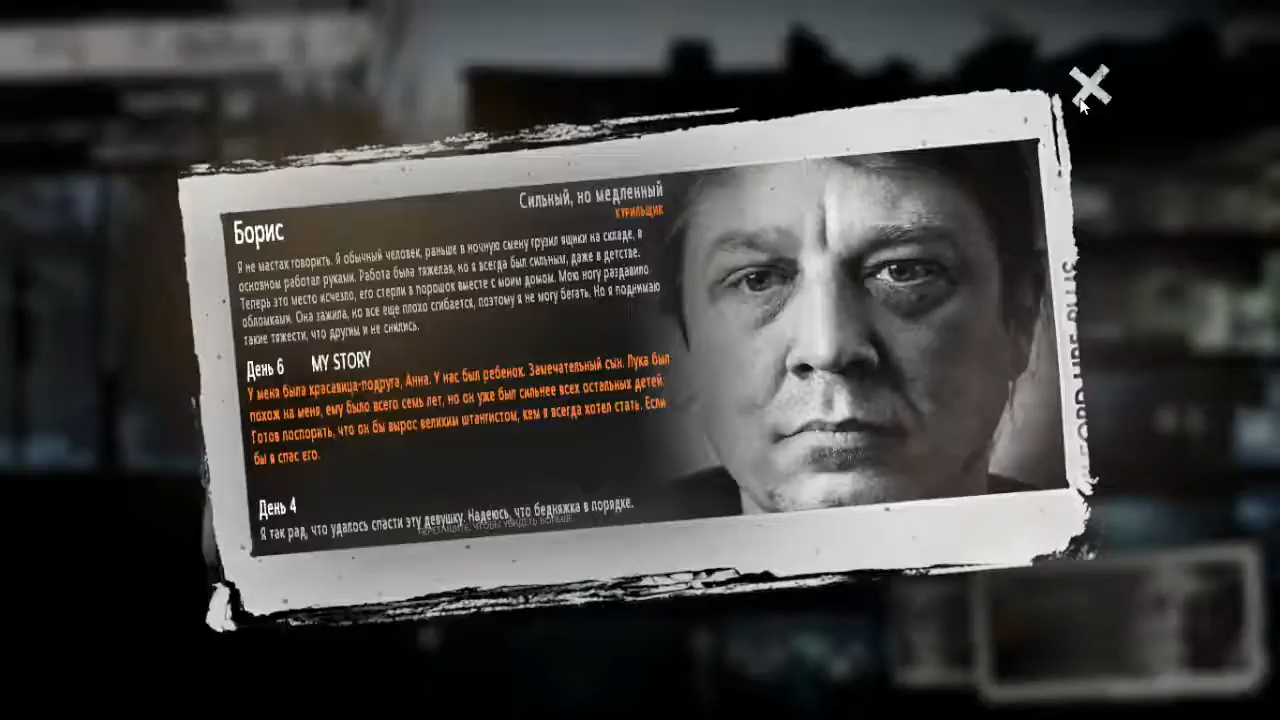 Сильный, но медленный
курильщик
Борис
Я не мастак говорить. Я обычный человек, раньше в ночную смену грузил ящики на складе, в
основном работал руками. Работа была тяжелая, но я всегда был сильным, даже в детстве.
Теперь это место исчезло, его стерли в порошок вместе с моим домом. Мою ногу раздавило
обломками. Она зажила, но все еще плохо сгибается, поэтому я не могу бегать. Но я поднимаю
такие тяжести, что другим и не снились.
День 6 MY STORY
У меня была красавица-подруга, Анна. У нас был ребенок. Замечательный сын. Лука был
похож на меня, ему было всего семь лет, но он уже был сильнее всех остальных детей.
Готов поспорить, что он бы вырос великим штангистом, кем я всегда хотел стать. Если
бы я спас его.
День 4
Я так рад, что удалось спасти эту девушку. Надеюсь, что бедняжка в порядке.
ПЕРЕТАЩИТЕ, ЧТОБЫ УВИДЕТЬ БОЛЬШЕ